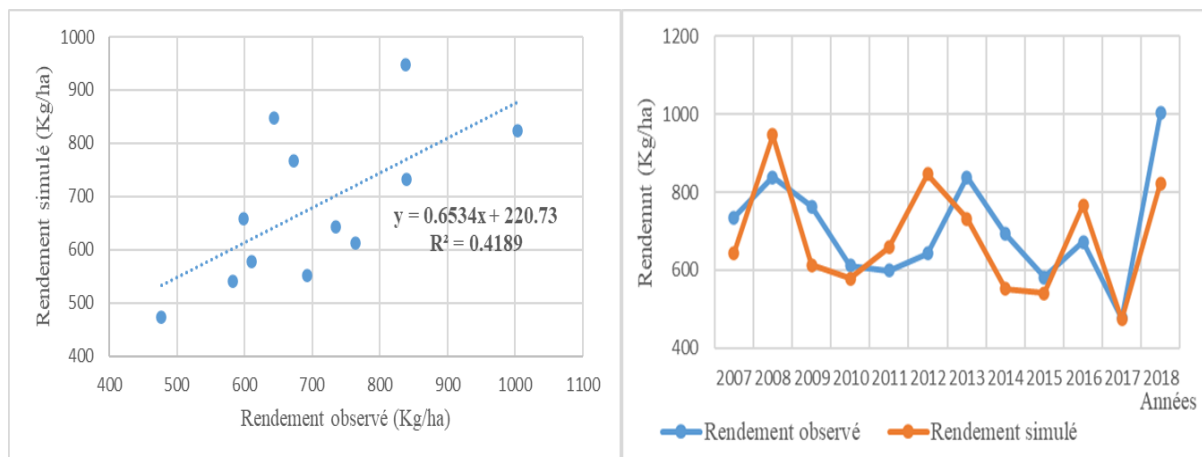 1000
900
800
700
600
500
400
Rendement simulé (Kg/ha)
y = 0.6534x + 220.73
R² = 0.4189
400 500 600 700 800 900 1000 1100
Rendement observé (Kg/ha)
1200
1000
800
600
400
Rendemnt (Kg/ha)
2007 2008 2009 2010 2011 2012 2013 2014 2015 2016 2017 2018
Années
Rendement observé Rendement simulé